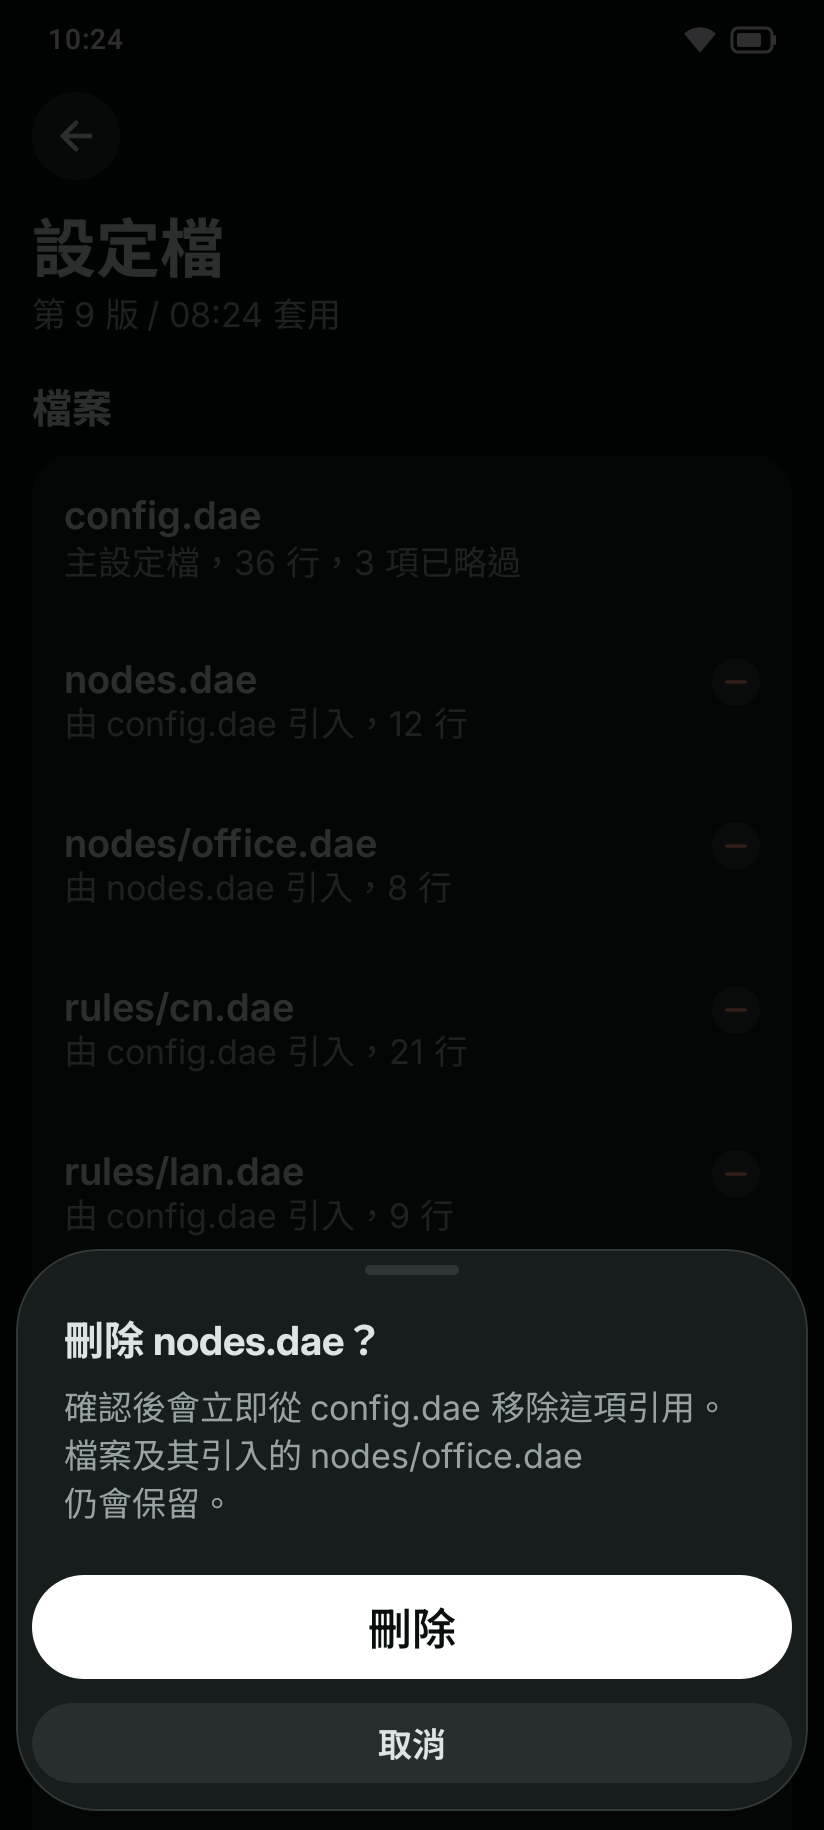 10:24
設定檔
第 9 版 / 08:24 套用
檔案
config.dae
主設定檔，36 行，3 項已略過
nodes.dae
由 config.dae 引入，12 行
nodes/office.dae
由 nodes.dae 引入，8 行
rules/cn.dae
由 config.dae 引入，21 行
rules/lan.dae
由 config.dae 引入，9 行
刪除 nodes.dae？
確認後會立即從 config.dae 移除這項引用。
檔案及其引入的 nodes/office.dae
仍會保留。
刪除
取消